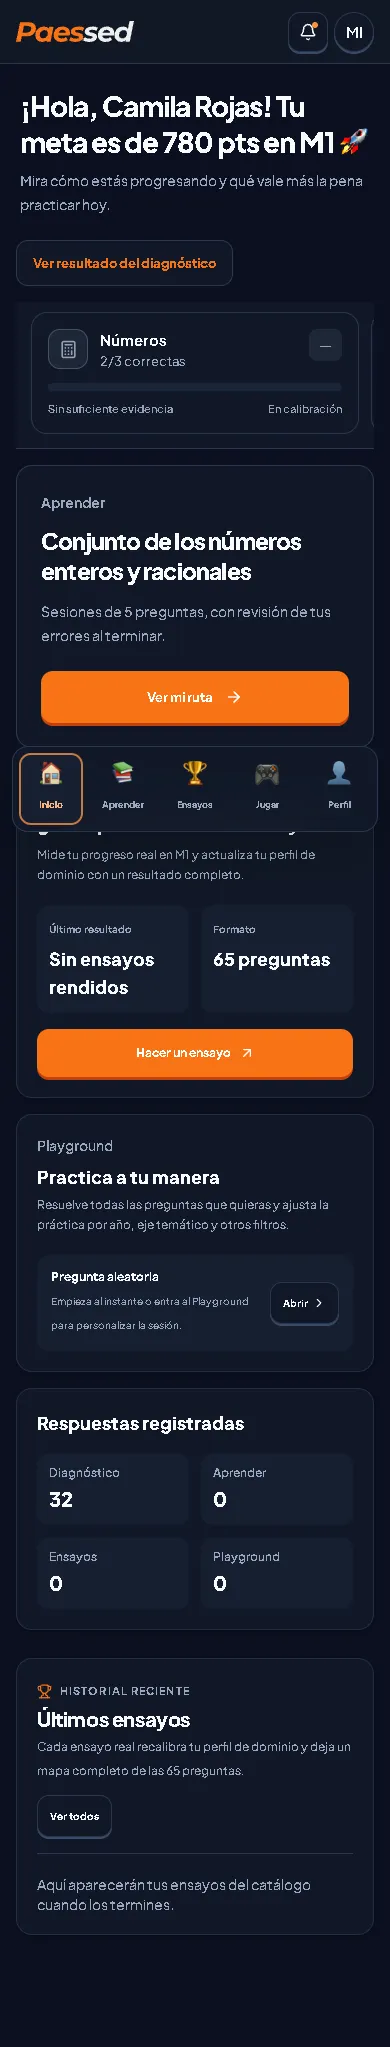 Paessed
MI
¡Hola, Camila Rojas! Tu
meta es de 780 pts en M1 🚀
Mira cómo estás progresando y qué vale más la pena
practicar hoy.
Ver resultado del diagnóstico
Números
2/3 correctas
—
Sin suficiente evidencia
En calibración
Aprender
Conjunto de los números
enteros y racionales
Sesiones de 5 preguntas, con revisión de tus
errores al terminar.
Ver mi ruta →
Inicio
Aprender
Ensayos
Jugar
Perfil
Mide tu progreso real en M1 y actualiza tu perfil de
dominio con un resultado completo.
Último resultado
Sin ensayos
rendidos
Formato
65 preguntas
Hacer un ensayo
Playground
Practica a tu manera
Resuelve todas las preguntas que quieras y ajusta la
práctica por año, eje temático y otros filtros.
Pregunta aleatoria
Empieza al instante o entra al Playground
para personalizar la sesión.
Abrir
Respuestas registradas
Diagnóstico
32
Aprender
0
Ensayos
0
Playground
0
HISTORIAL RECIENTE
Últimos ensayos
Cada ensayo real recalibra tu perfil de dominio y deja un
mapa completo de las 65 preguntas.
Ver todos
Aquí aparecerán tus ensayos del catálogo
cuando los termines.